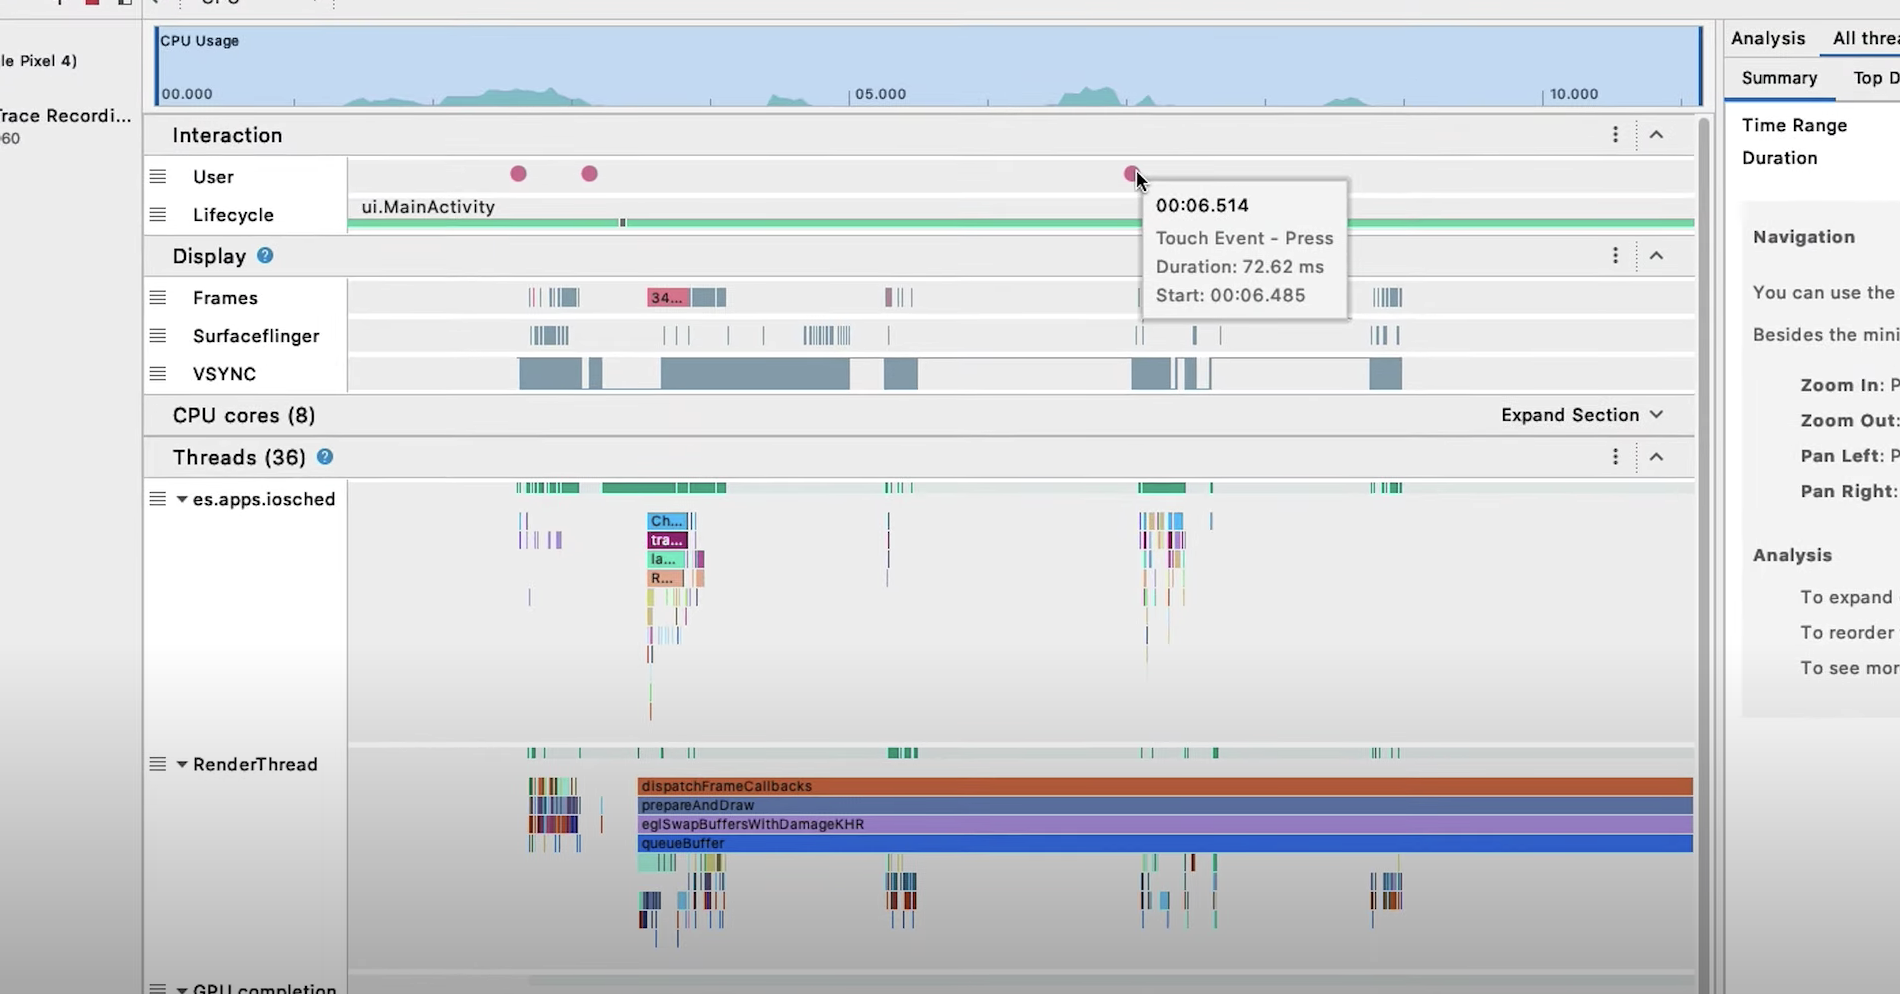 le Pixel 4)
race Recordi...
60
CPU Usage
00.000
05.000
10.000
Interaction
User
Lifecycle
ui.MainActivity
00:06.514
Touch Event - Press
Duration: 72.62 ms
Start: 00:06.485
Display ?
Frames
34...
Surfaceflinger
VSYNC
CPU cores (8)
Expand Section
Threads (36) ?
es.apps.iosched
Ch...
tra...
la...
R...
RenderThread
dispatchFrameCallbacks
prepareAndDraw
eglSwapBuffersWithDamageKHR
queueBuffer
GPU completion
Analysis
All threa
Summary
Top D
Time Range
Duration
Navigation
You can use the
Besides the mini
Zoom In: P
Zoom Out:
Pan Left: P
Pan Right:
Analysis
To expand
To reorder
To see mor